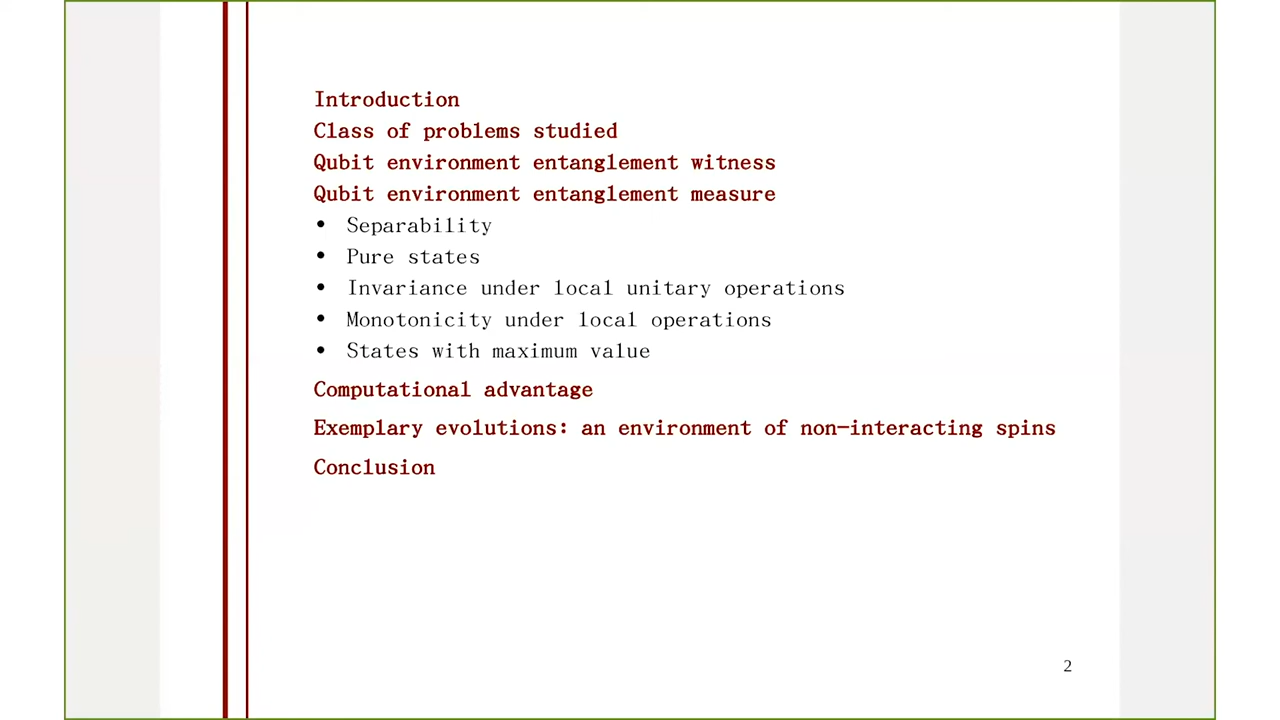 Introduction
Class of problems studied
Qubit environment entanglement witness
Qubit environment entanglement measure
• Separability
• Pure states
• Invariance under local unitary operations
• Monotonicity under local operations
• States with maximum value
Computational advantage
Exemplary evolutions: an environment of non-interacting spins
Conclusion
2